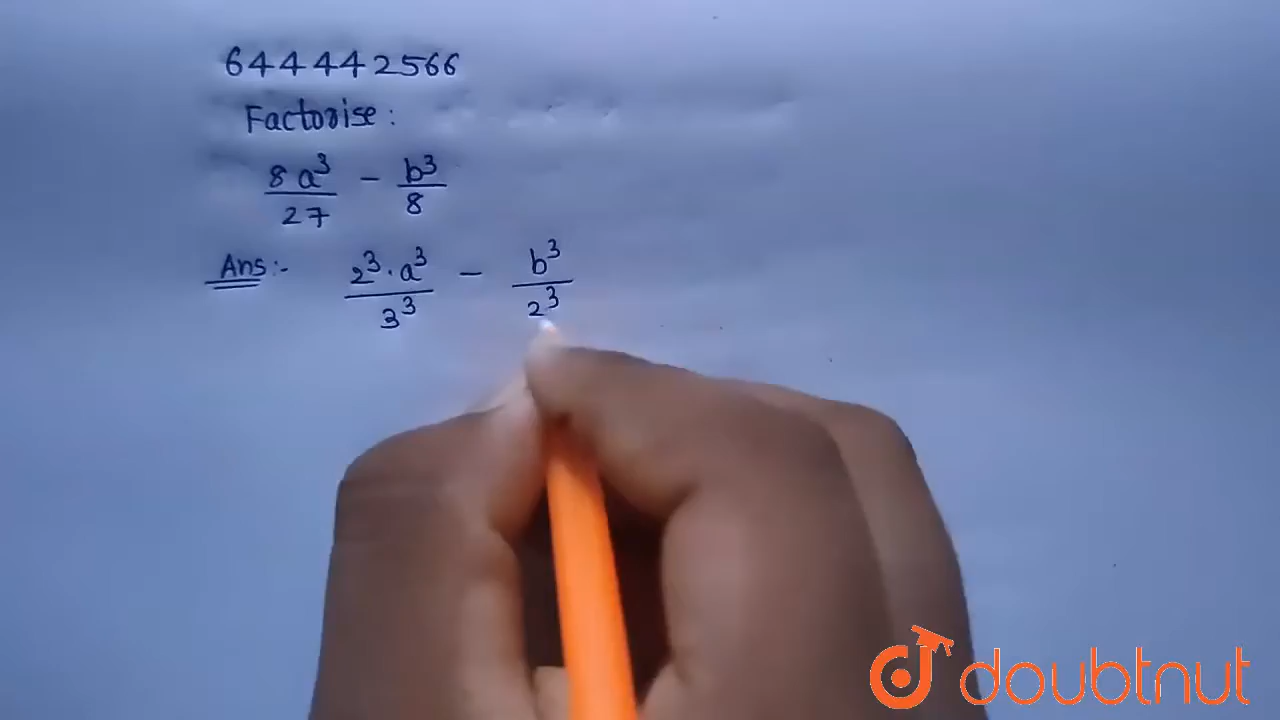 644442566
Factorise:
8a³/27 - b³/8
Ans:- 2³·a³/3³ - b³/2³
doubtnut